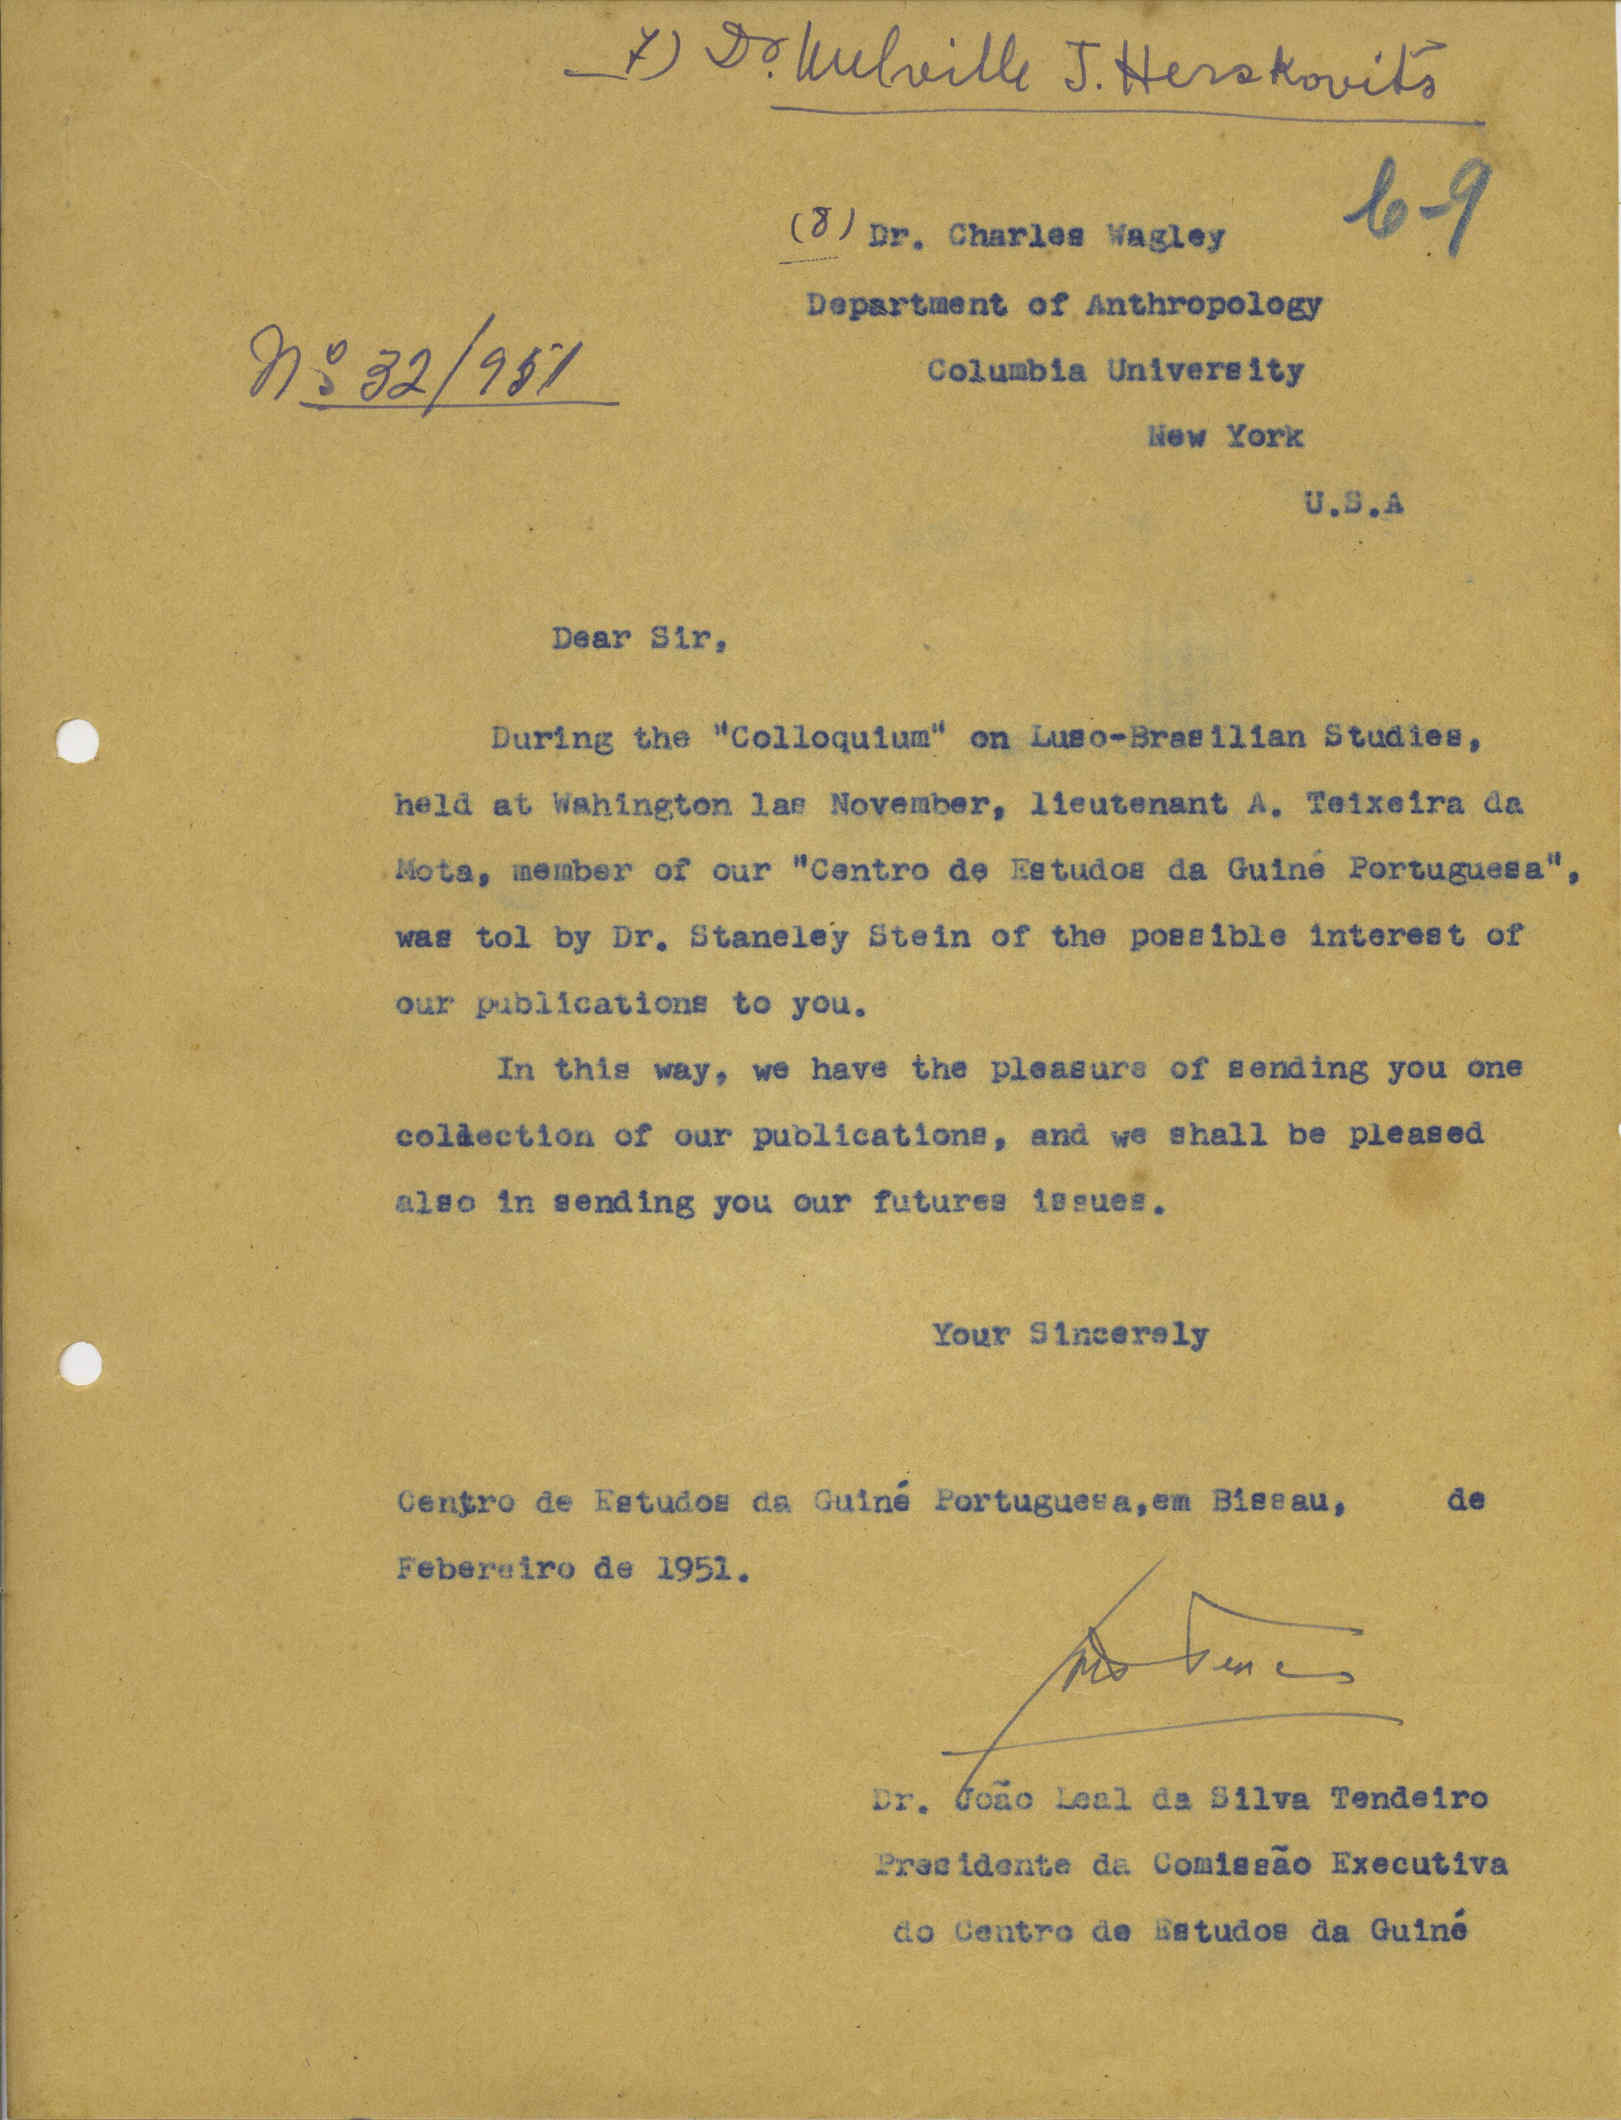 7) Dr. Melville J. Herskovits
6-9
(8) Dr. Charles Wagley
Department of Anthropology
Nº 32/951
Columbia University
New York
U.S.A
Dear Sir,
During the "Colloquium" on Luso-Brasilian Studies,
held at Wahington las November, lieutenant A. Teixeira da
Mota, member of our "Centro de Estudos da Guiné Portuguesa",
was tol by Dr. Staneley Stein of the possible interest of
our publications to you.
In this way, we have the pleasure of sending you one
collection of our publications, and we shall be pleased
also in sending you our futures issues.
Your Sincerely
Centro de Estudos da Guiné Portuguesa,em Bissau, de
Febereiro de 1951.
Dr. João Leal da Silva Tendeiro
Presidente da Comissão Executiva
do Centro de Estudos da Guiné